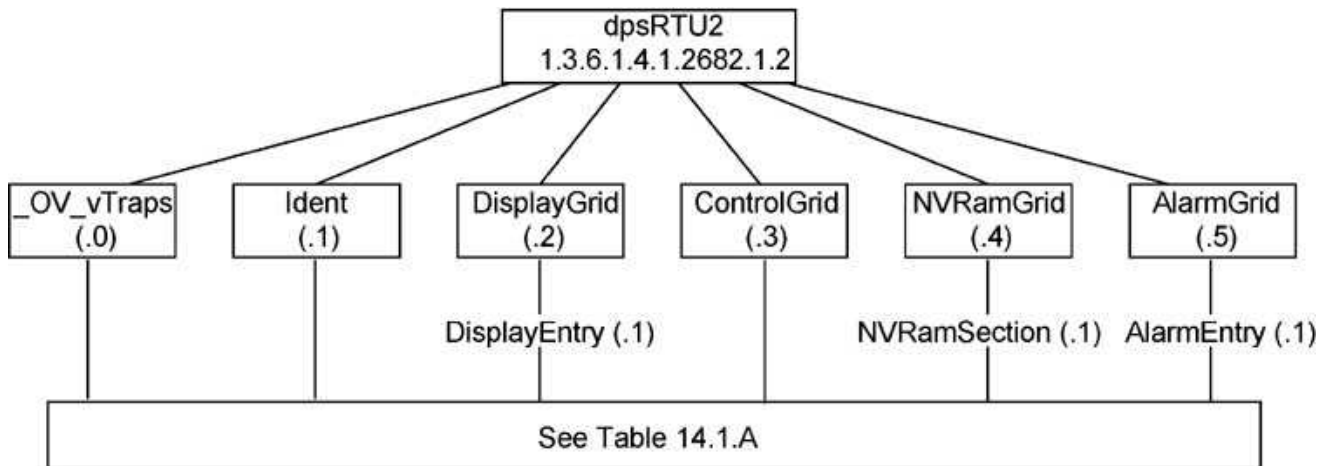 dpsRTU2
1.3.6.1.4.1.2682.1.2
_OV_vTraps
(.0)
Ident
(.1)
DisplayGrid
(.2)
ControlGrid
(.3)
NVRamGrid
(.4)
AlarmGrid
(.5)
DisplayEntry (.1)
NVRamSection (.1)
AlarmEntry (.1)
See Table 14.1.A